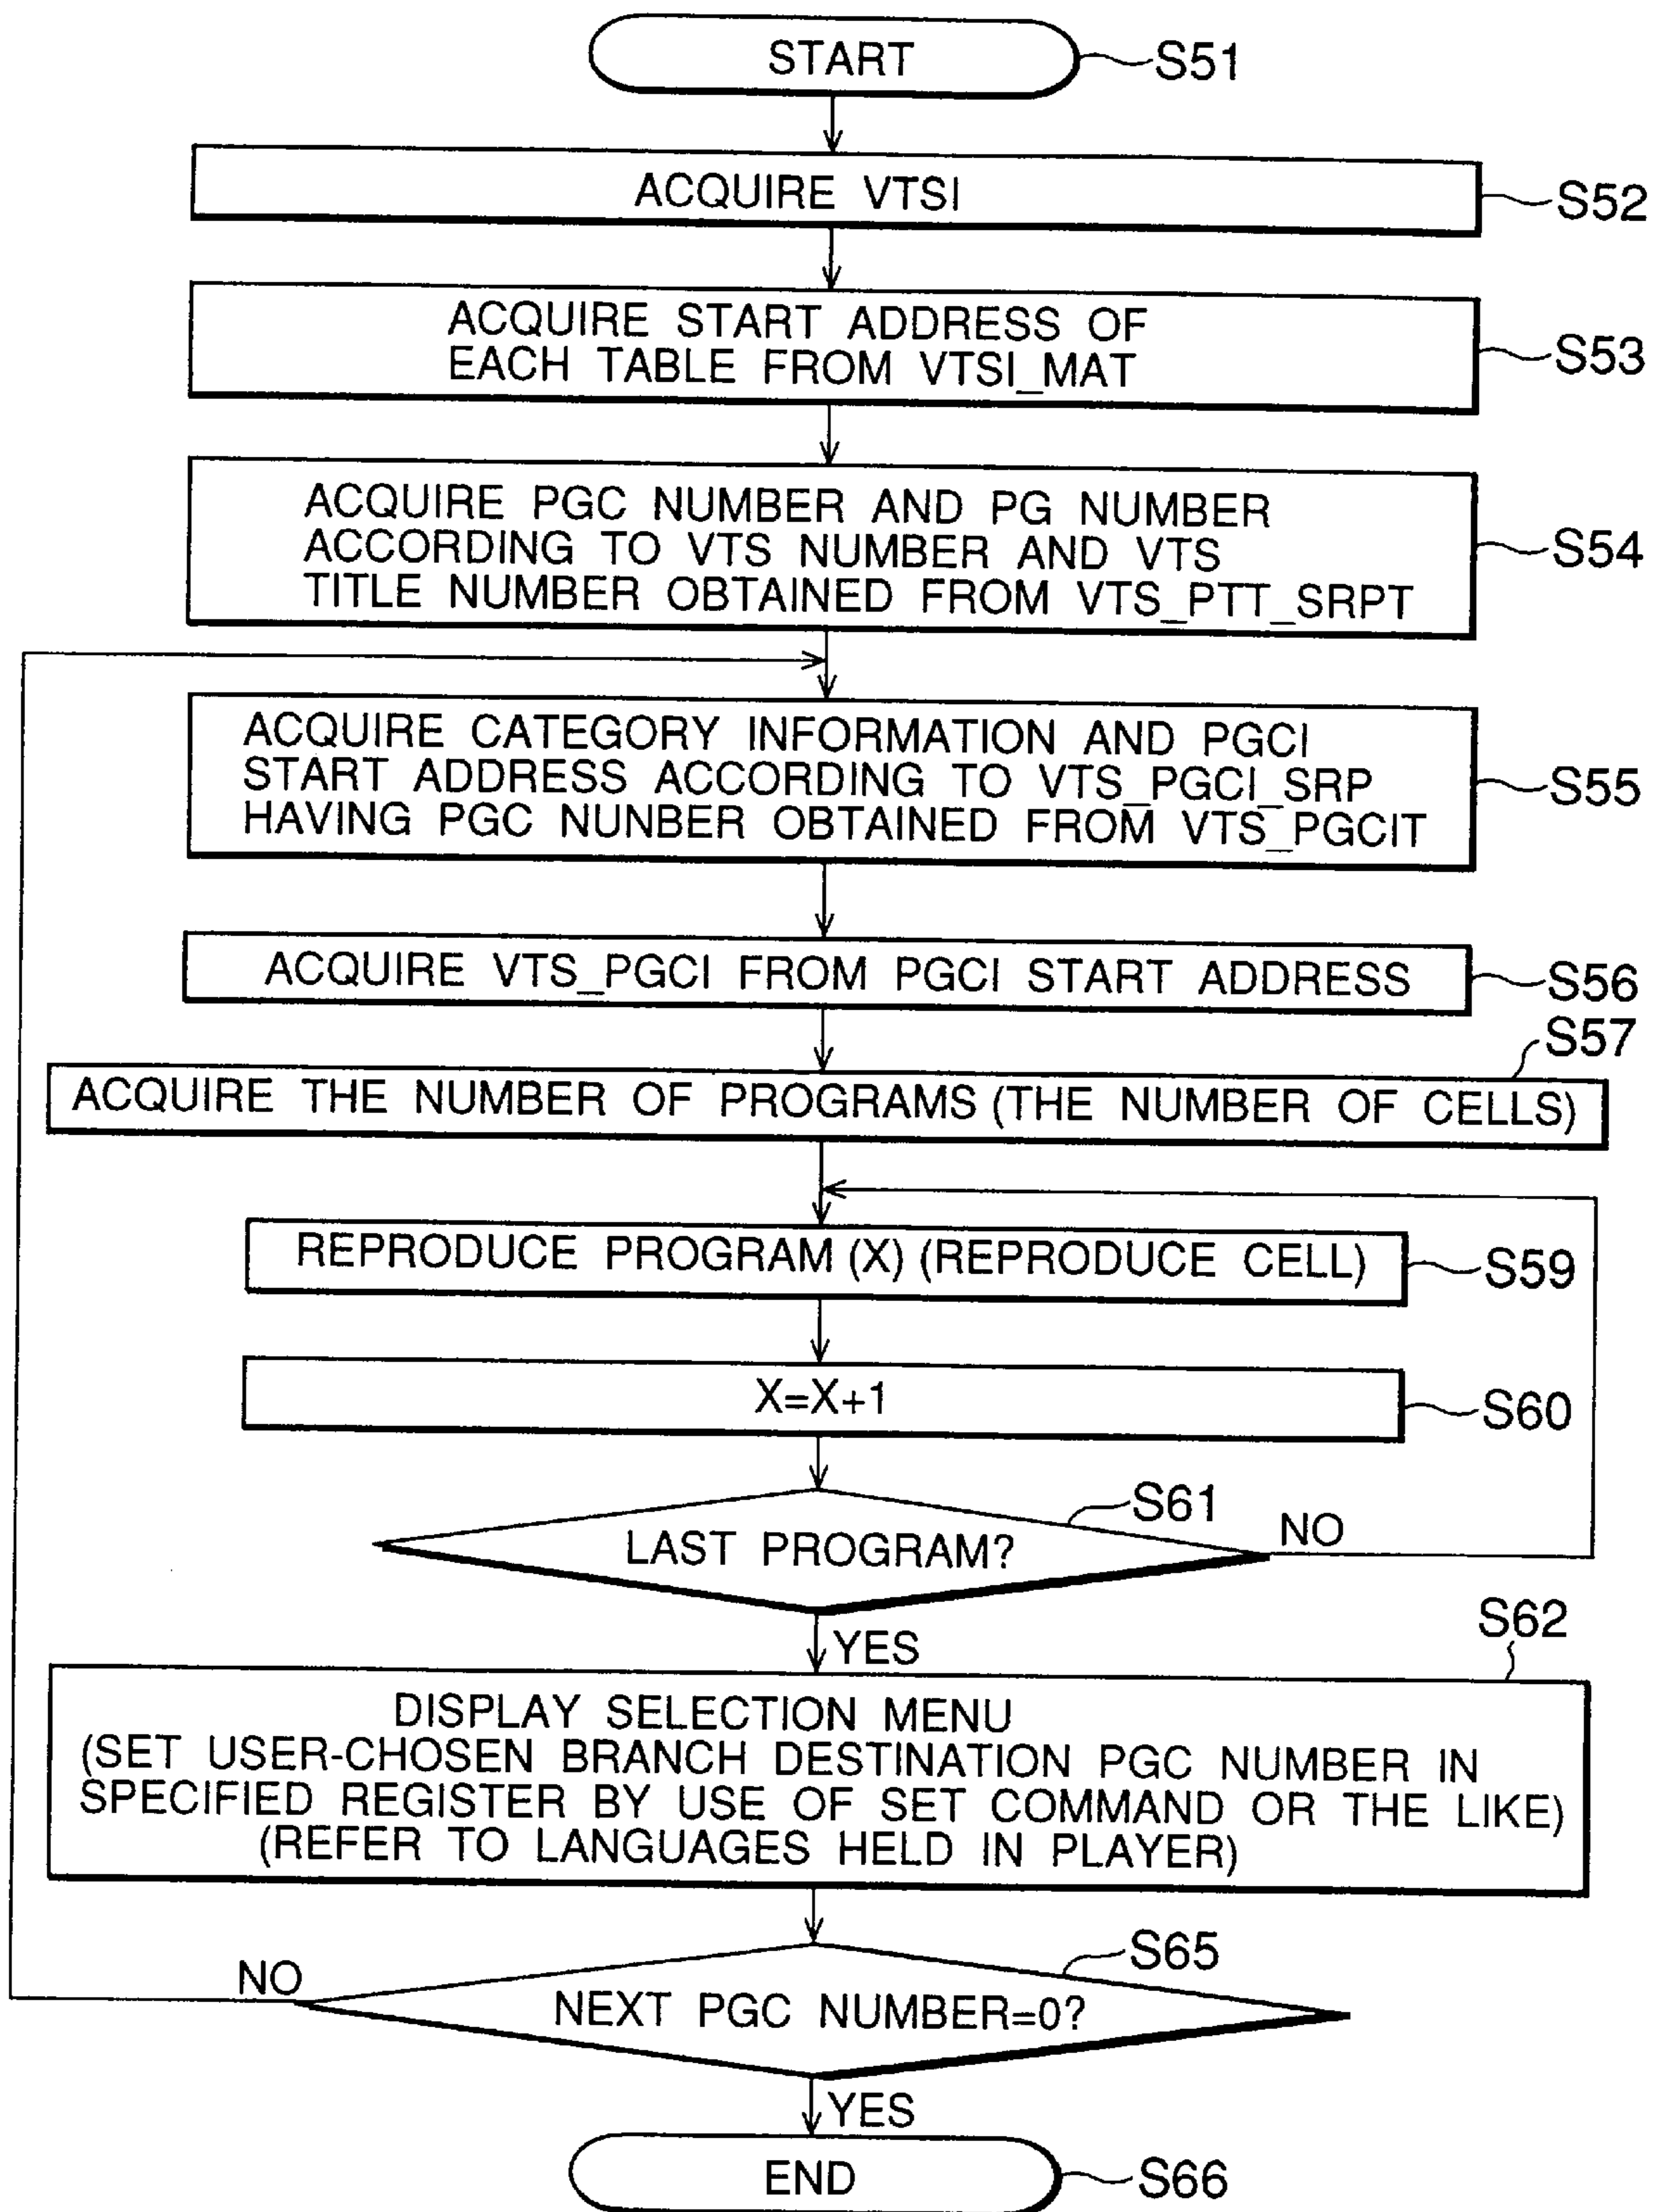 START
S51
ACQUIRE VTSI
S52
ACQUIRE START ADDRESS OF
EACH TABLE FROM VTSI_MAT
S53
ACQUIRE PGC NUMBER AND PG NUMBER
ACCORDING TO VTS NUMBER AND VTS
TITLE NUMBER OBTAINED FROM VTS_PTT_SRPT
S54
ACQUIRE CATEGORY INFORMATION AND PGCI
START ADDRESS ACCORDING TO VTS_PGCI_SRP
HAVING PGC NUNBER OBTAINED FROM VTS_PGCIT
S55
ACQUIRE VTS_PGCI FROM PGCI START ADDRESS
S56
S57
ACQUIRE THE NUMBER OF PROGRAMS (THE NUMBER OF CELLS)
REPRODUCE PROGRAM (X) (REPRODUCE CELL)
S59
X=X+1
S60
S61
LAST PROGRAM?
NO
YES
S62
DISPLAY SELECTION MENU
(SET USER-CHOSEN BRANCH DESTINATION PGC NUMBER IN
SPECIFIED REGISTER BY USE OF SET COMMAND OR THE LIKE)
(REFER TO LANGUAGES HELD IN PLAYER)
S65
NO
NEXT PGC NUMBER=0?
YES
END
S66